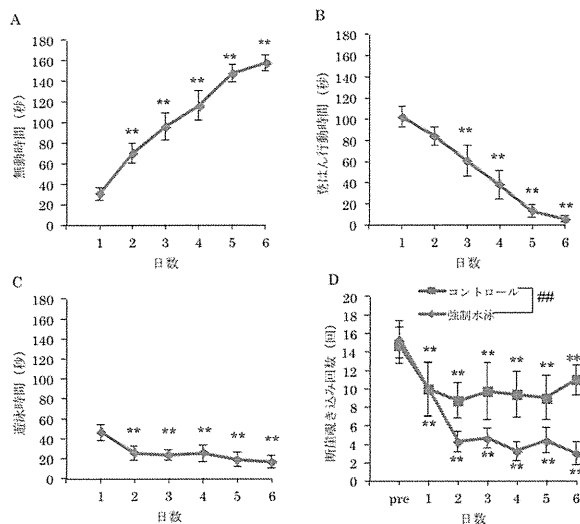 A
無動時間（秒）
180
160
140
120
100
80
60
40
20
0
** ** ** ** **
1 2 3 4 5 6
日数
B
登はん行動時間（秒）
180
160
140
120
100
80
60
40
20
0
** ** ** **
1 2 3 4 5 6
日数
C
遊泳時間（秒）
180
160
140
120
100
80
60
40
20
0
** ** ** ** **
1 2 3 4 5 6
日数
D
コントロール
強制水泳
##
断崖覗き込み回数（回）
20
18
16
14
12
10
8
6
4
2
0
** ** ** ** ** **
** ** ** ** ** **
pre 1 2 3 4 5 6
日数